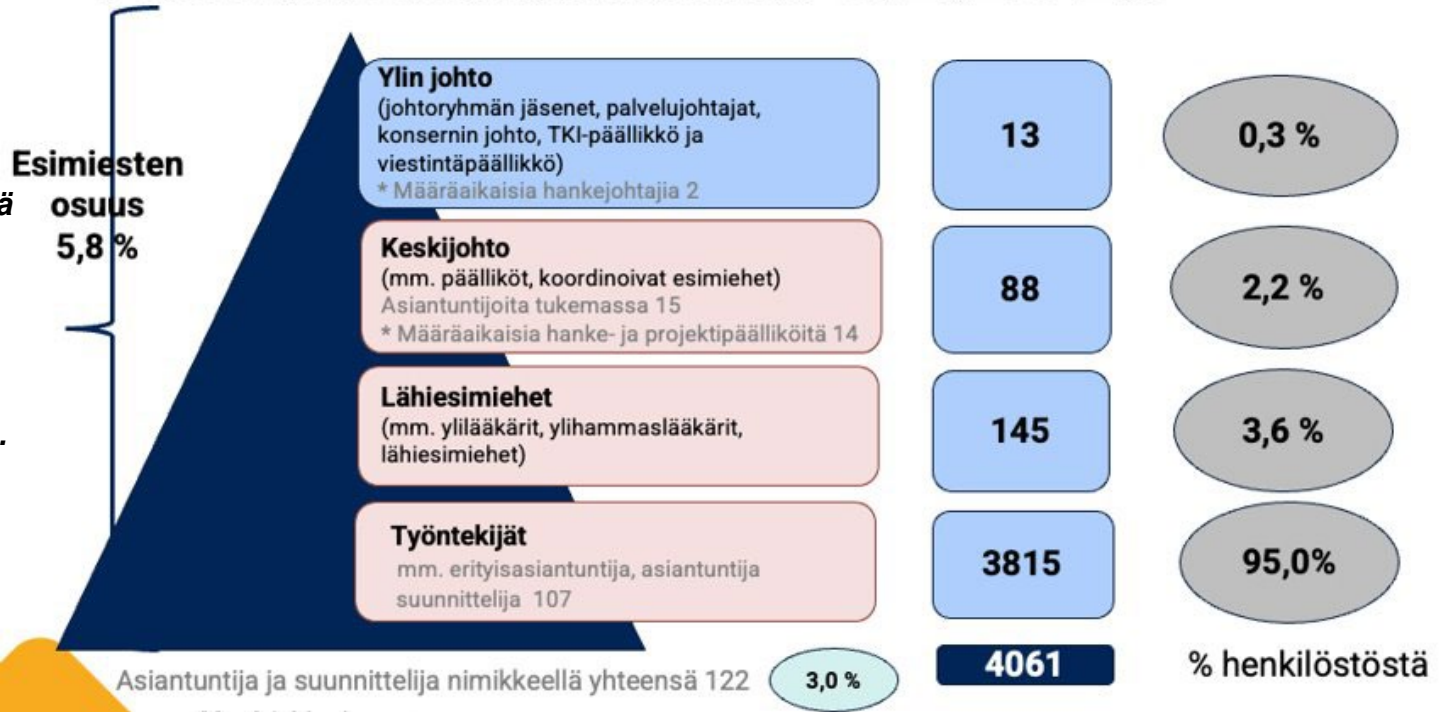 Esimiesten
osuus
5,8 %
ä
.
Ylin johto
(johtoryhmän jäsenet, palvelujohtajat,
konsernin johto, TKI-päällikkö ja
viestintäpäällikkö)
* Määräaikaisia hankejohtajia 2
13
0,3 %
Keskijohto
(mm. päälliköt, koordinoivat esimiehet)
Asiantuntijoita tukemassa 15
* Määräaikaisia hanke- ja projektipäälliköitä 14
88
2,2 %
Lähiesimiehet
(mm. ylilääkärit, ylihammaslääkärit,
lähiesimiehet)
145
3,6 %
Työntekijät
mm. erityisasiantuntija, asiantuntija
suunnittelija 107
3815
95,0%
Asiantuntija ja suunnittelija nimikkeellä yhteensä 122
3,0 %
4061
% henkilöstöstä